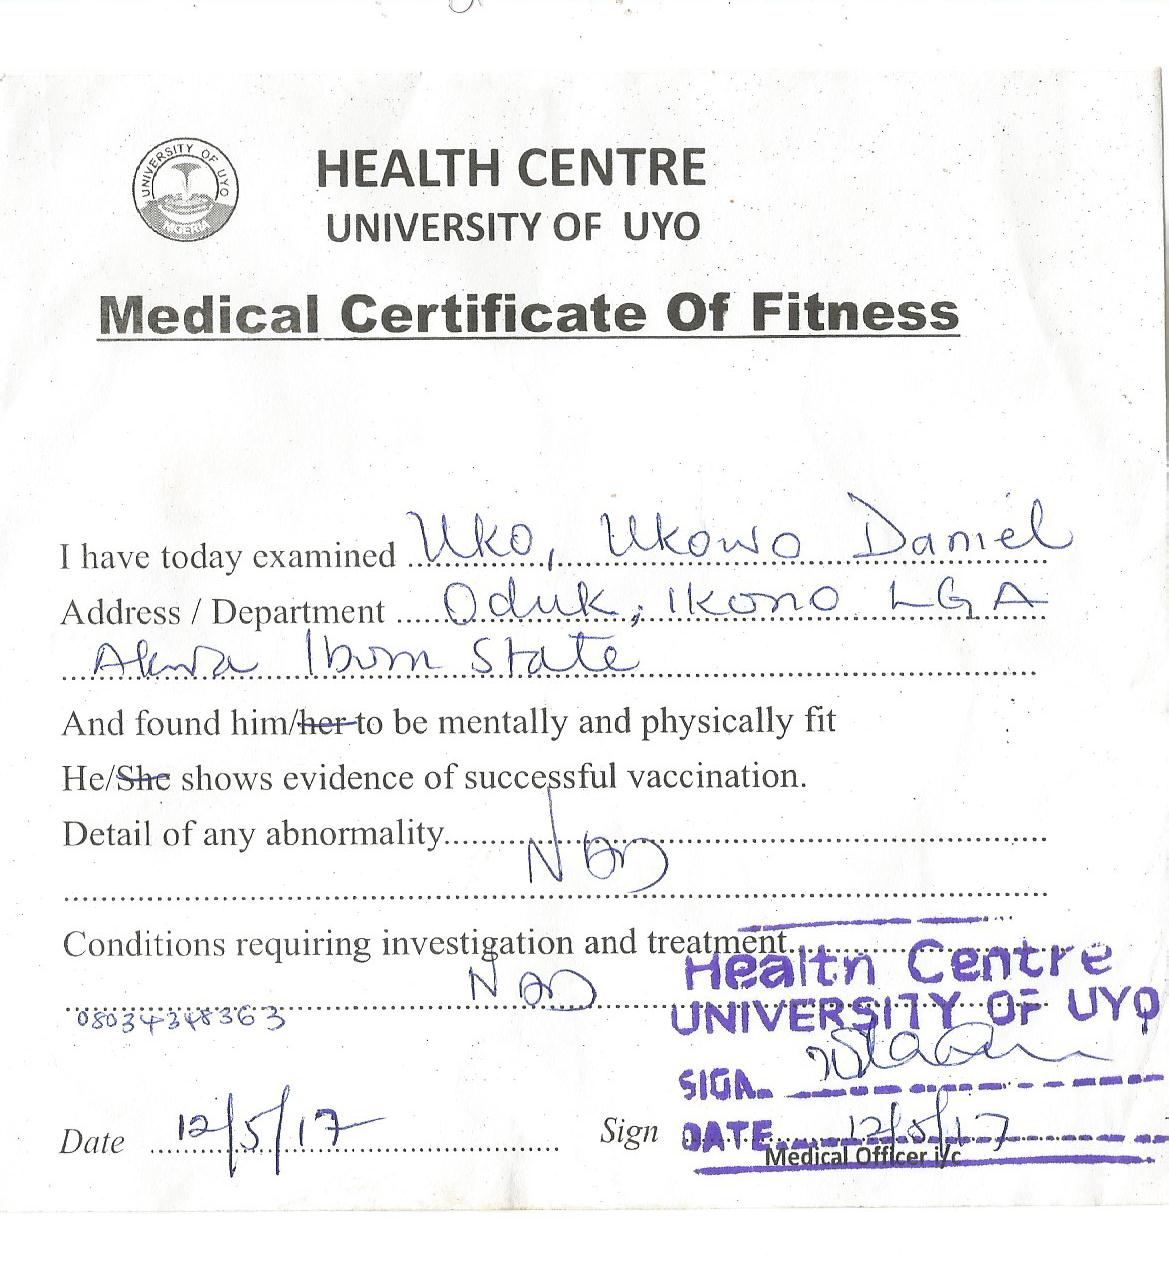 UNIVERSITY OF UYO
NIGERIA
HEALTH CENTRE
UNIVERSITY OF UYO
Medical Certificate Of Fitness
I have today examined Uko, Ukowo Daniel
Address / Department Oduk, Ikono LGA
Akwa Ibom State
And found him/her to be mentally and physically fit
He/She shows evidence of successful vaccination.
Detail of any abnormality
NAD
Conditions requiring investigation and treatment
NAD
08034348363
Health Centre
UNIVERSITY OF UYO
SIGN.
Date 12/5/17
Sign
DATE 12/5/17
Medical Officer i/c